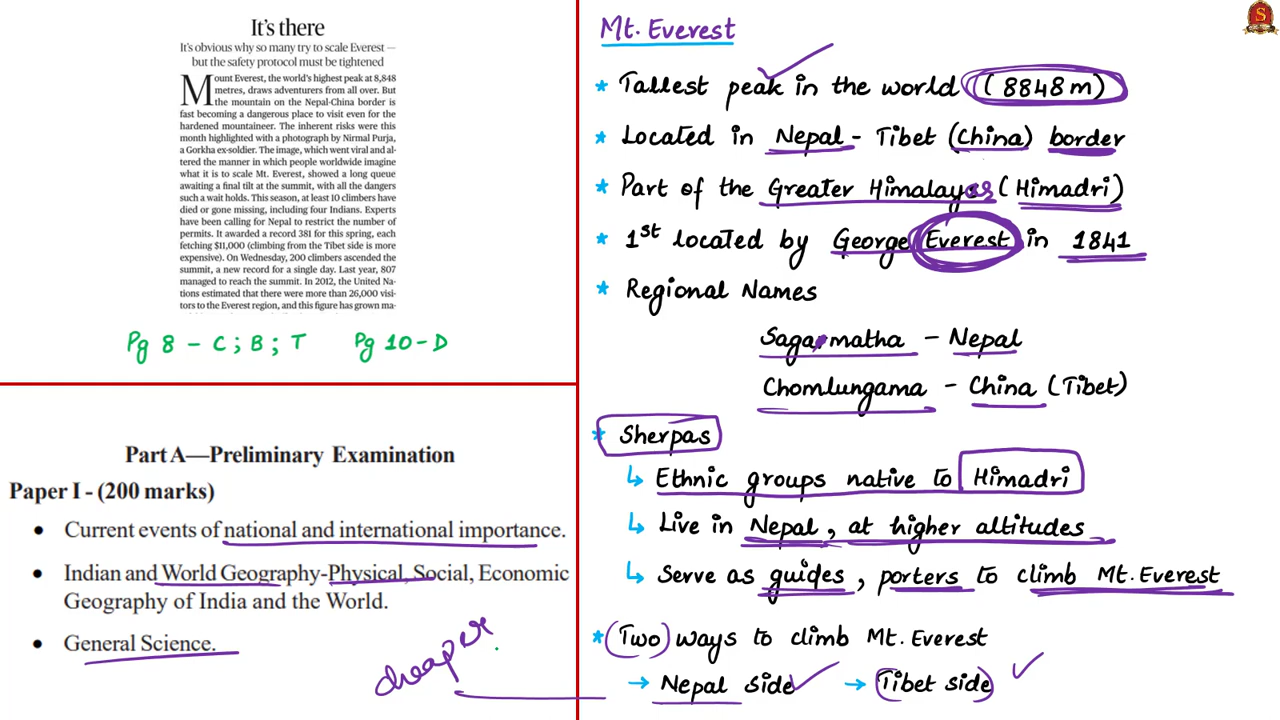 It's there
It's obvious why so many try to scale Everest —
but the safety protocol must be tightened
Mount Everest, the world's highest peak at 8,848
metres, draws adventurers from all over. But
the mountain on the Nepal-China border is
fast becoming a dangerous place to visit even for the
hardened mountaineer. The inherent risks were this
month highlighted with a photograph by Nirmal Purja,
a Gorkha ex-soldier. The image, which went viral and al-
tered the manner in which people worldwide imagine
what it is to scale Mt. Everest, showed a long queue
awaiting a final tilt at the summit, with all the dangers
such a wait holds. This season, at least 10 climbers have
died or gone missing, including four Indians. Experts
have been calling for Nepal to restrict the number of
permits. It awarded a record 381 for this spring, each
fetching $11,000 (climbing from the Tibet side is more
expensive). On Wednesday, 200 climbers ascended the
summit, a new record for a single day. Last year, 807
managed to reach the summit. In 2012, the United Na-
tions estimated that there were more than 26,000 visi-
tors to the Everest region, and this figure has grown ma-
Pg 8 - C; B; T Pg 10-D
Part A—Preliminary Examination
Paper I - (200 marks)
• Current events of national and international importance.
• Indian and World Geography-Physical, Social, Economic
Geography of India and the World.
• General Science.
cheaper
Mt. Everest
* Tallest peak in the world (8848m)
* Located in Nepal - Tibet (China) border
* Part of the Greater Himalayas (Himadri)
* 1st located by George Everest in 1841
* Regional Names
Sagarmatha - Nepal
Chomlungama - China (Tibet)
* Sherpas
↳ Ethnic groups native to Himadri
↳ Live in Nepal, at higher altitudes
↳ Serve as guides, porters to climb Mt. Everest
* (Two) ways to climb Mt. Everest
→ Nepal side → (Tibet side)
S